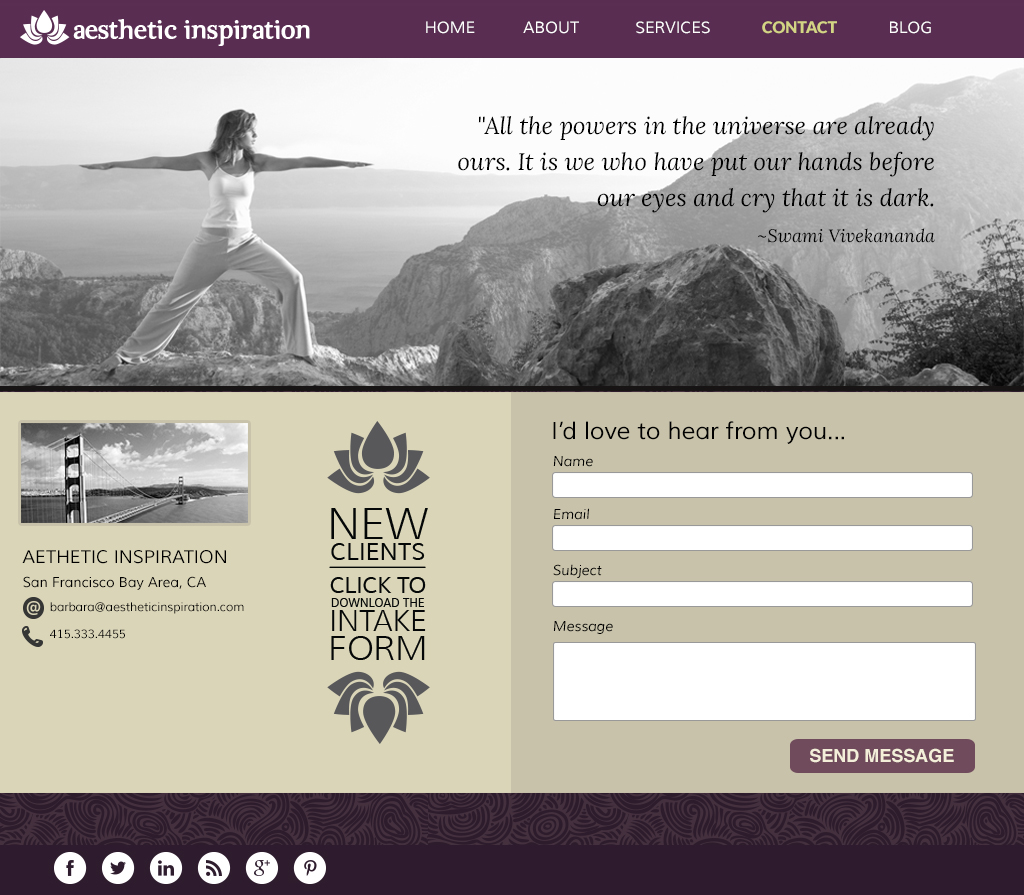 aesthetic inspiration
HOME
ABOUT
SERVICES
CONTACT
BLOG
"All the powers in the universe are already
ours. It is we who have put our hands before
our eyes and cry that it is dark.
~Swami Vivekananda
AETHETIC INSPIRATION
San Francisco Bay Area, CA
@ barbara@aestheticinspiration.com
415.333.4455
NEW
CLIENTS
CLICK TO
DOWNLOAD THE
INTAKE
FORM
I'd love to hear from you...
Name
Email
Subject
Message
SEND MESSAGE
f
in
g+